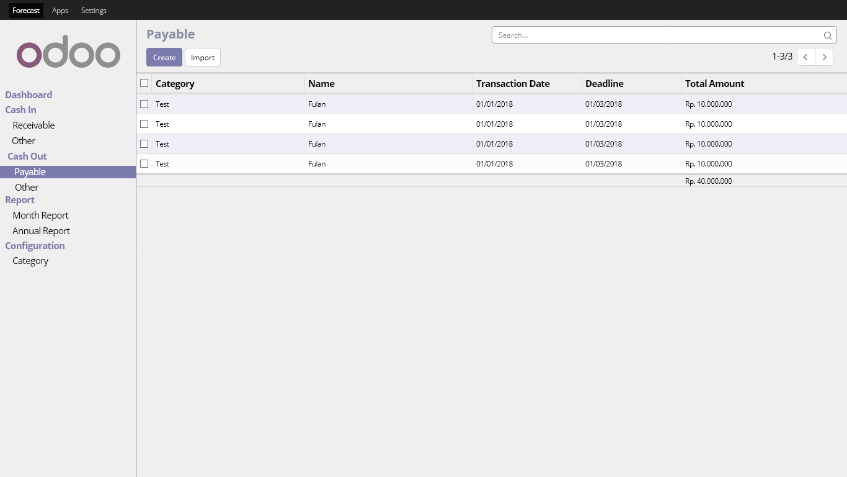 Forecast Apps Settings
odoo
Dashboard
Cash In
Receivable
Other
Cash Out
Payable
Other
Report
Month Report
Annual Report
Configuration
Category
Payable
Search...
Create Import
1-3/3
Category Name Transaction Date Deadline Total Amount
Test Fulan 01/01/2018 01/03/2018 Rp. 10.000.000
Test Fulan 01/01/2018 01/03/2018 Rp. 10.000.000
Test Fulan 01/01/2018 01/03/2018 Rp. 10.000.000
Test Fulan 01/01/2018 01/03/2018 Rp. 10.000.000
Rp. 40.000.000